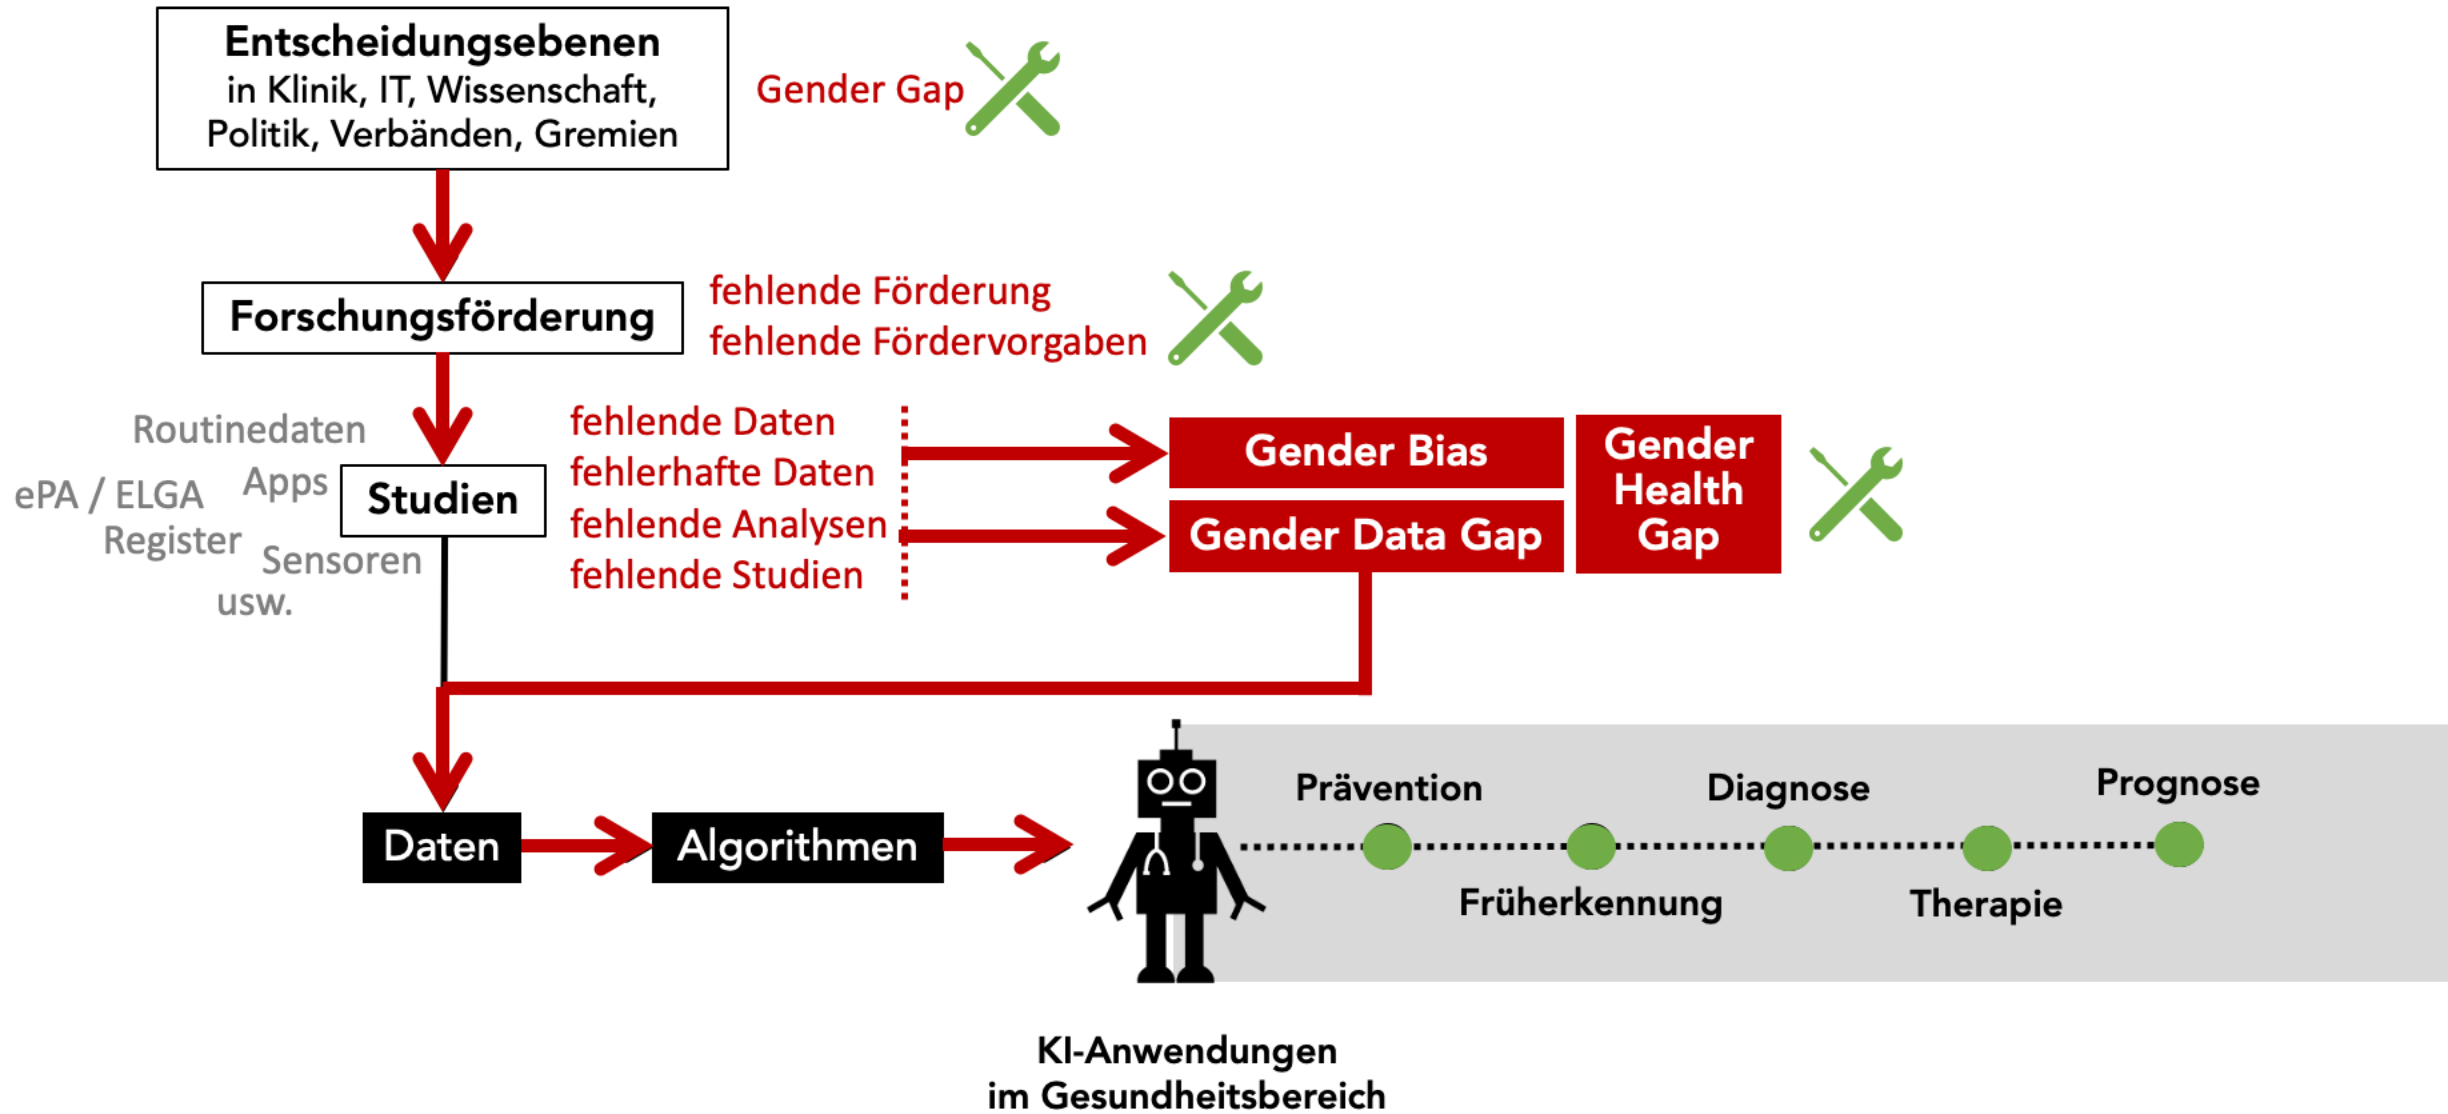 Entscheidungsebenen
in Klinik, IT, Wissenschaft,
Politik, Verbänden, Gremien
Gender Gap
Forschungsförderung
fehlende Förderung
fehlende Fördervorgaben
Routinedaten
Apps
ePA / ELGA
Register
Sensoren
usw.
Studien
fehlende Daten
fehlerhafte Daten
fehlende Analysen
fehlende Studien
Gender Bias
Gender Data Gap
Gender
Health
Gap
Daten
Algorithmen
Prävention
Früherkennung
Diagnose
Therapie
Prognose
KI-Anwendungen
im Gesundheitsbereich